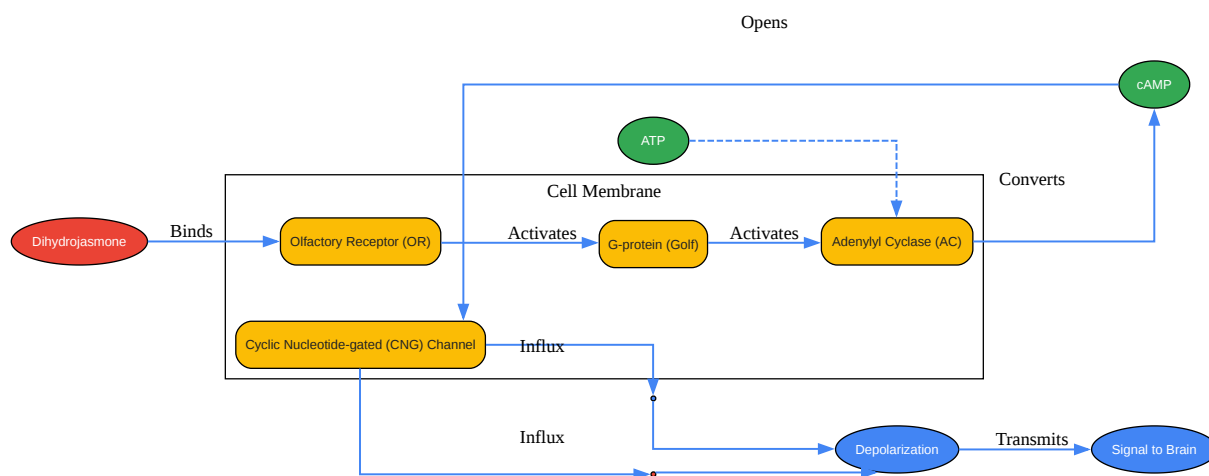 Opens
cAMP
ATP
Converts
Cell Membrane
Dihydrojasmone
Binds
Olfactory Receptor (OR)
Activates
G-protein (Golf)
Activates
Adenylyl Cyclase (AC)
Cyclic Nucleotide-gated (CNG) Channel
Influx
Influx
Depolarization
Transmits
Signal to Brain